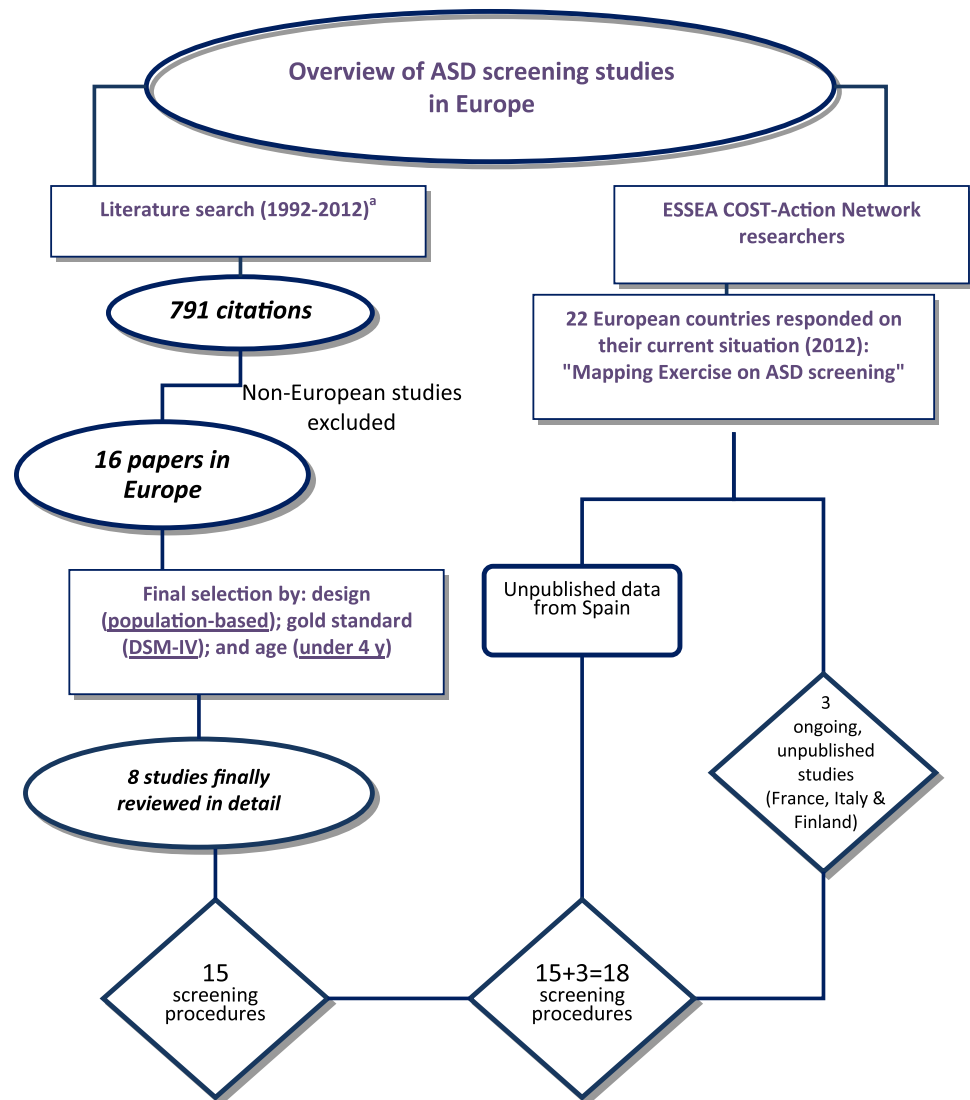 Overview of ASD screening studies
in Europe
Literature search (1992-2012)a
ESSEA COST-Action Network
researchers
791 citations
22 European countries responded on
their current situation (2012):
"Mapping Exercise on ASD screening"
Non-European studies
excluded
16 papers in
Europe
Final selection by: design
(population-based); gold standard
(DSM-IV); and age (under 4 y)
Unpublished data
from Spain
3
ongoing,
unpublished
studies
(France, Italy &
Finland)
8 studies finally
reviewed in detail
15
screening
procedures
15+3=18
screening
procedures